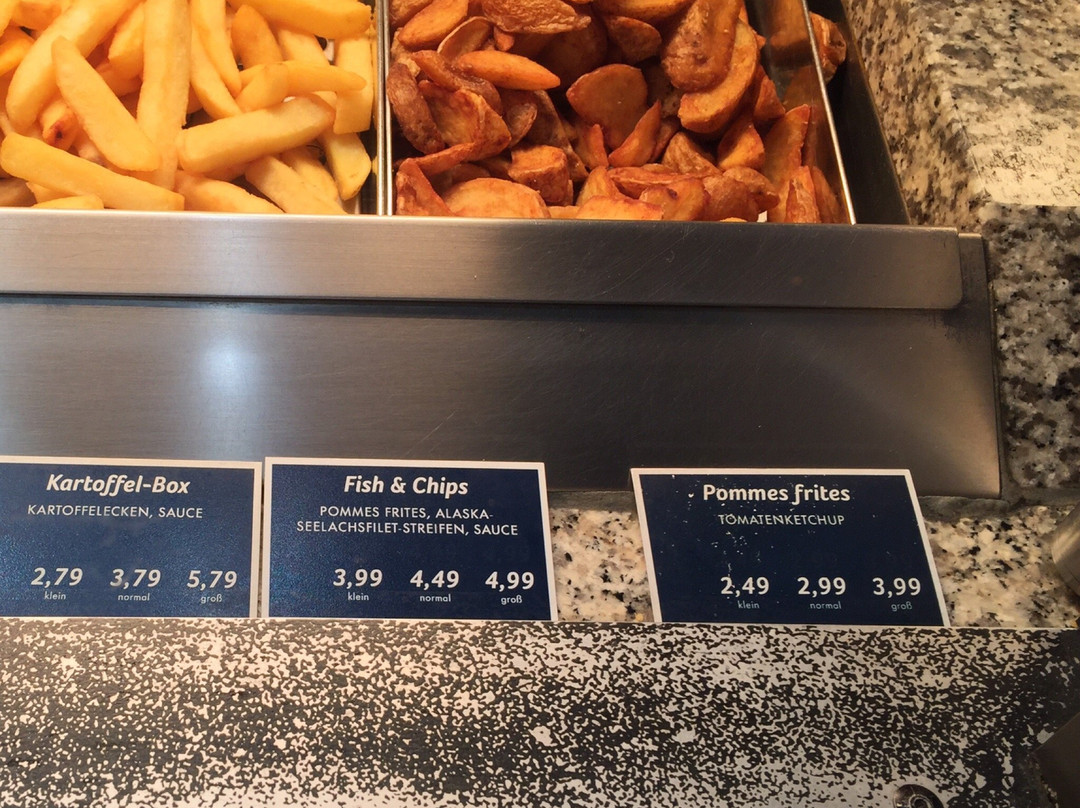 Kartoffel-Box
KARTOFFELECKEN, SAUCE
2,79 3,79 5,79
klein normal groß
Fish & Chips
POMMES FRITES, ALASKA-
SEELACHSFILET-STREIFEN, SAUCE
3,99 4,49 4,99
klein normal groß
Pommes frites
TOMATENKETCHUP
2,49 2,99 3,99
klein normal groß